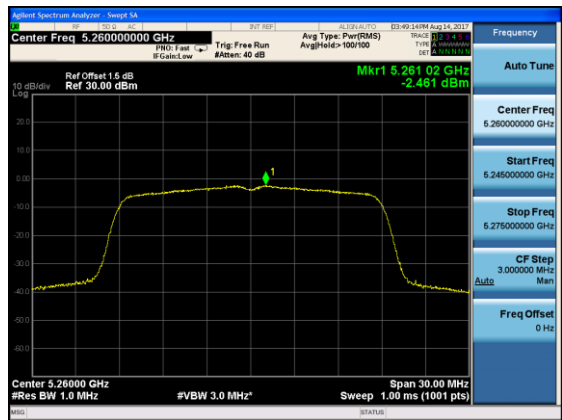 Agilent Spectrum Analyzer - Swept SA
RF 50 Ω AC INT REF ALIGN AUTO 03:49:14 PM Aug 14, 2017
Center Freq 5.260000000 GHz
PNO: Fast
IFGain:Low
Trig: Free Run
#Atten: 40 dB
Avg Type: Pwr(RMS)
Avg|Hold:>100/100
TRACE 1 2 3 4 5 6
TYPE A
DET A N N N N N
Mkr1 5.261 02 GHz
-2.461 dBm
Ref Offset 1.5 dB
Ref 30.00 dBm
10 dB/div
Log
20.0
10.0
0.00
-10.0
-20.0
-30.0
-40.0
-50.0
-60.0
1
Center 5.26000 GHz
#Res BW 1.0 MHz
#VBW 3.0 MHz*
Span 30.00 MHz
Sweep 1.00 ms (1001 pts)
MSG
STATUS
Frequency
Auto Tune
Center Freq
5.260000000 GHz
Start Freq
5.245000000 GHz
Stop Freq
5.275000000 GHz
CF Step
3.000000 MHz
Auto Man
Freq Offset
0 Hz